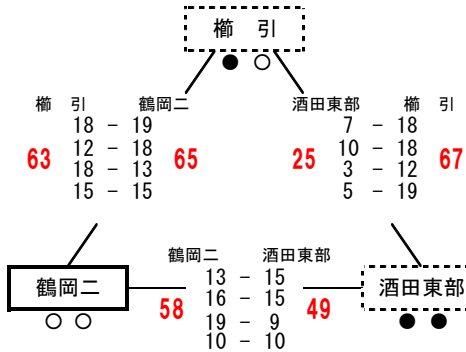 櫛 引
● ○
櫛 引 鶴岡二
63 65
18 － 19
12 － 18
18 － 13
15 － 15
酒田東部 櫛 引
25 67
7 － 18
10 － 18
3 － 12
5 － 19
鶴岡二 酒田東部
58 49
13 － 15
16 － 15
19 － 9
10 － 10
鶴岡二
○ ○
酒田東部
● ●